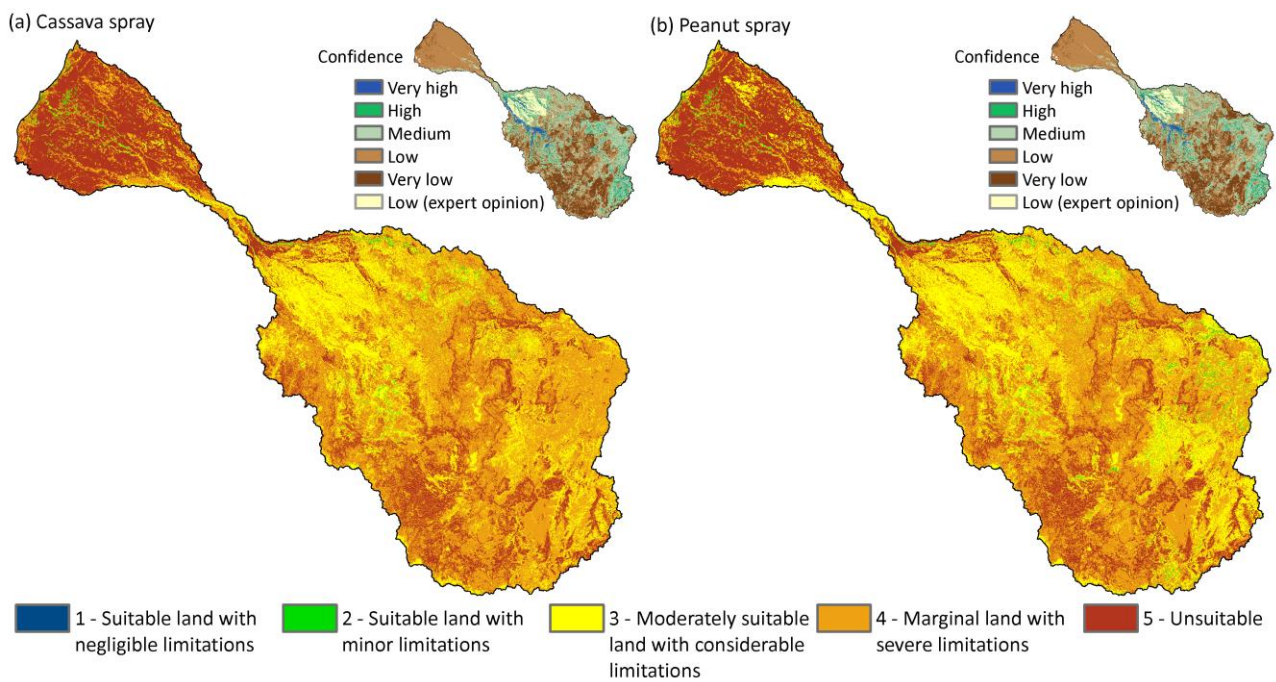 (a) Cassava spray
Confidence
Very high
High
Medium
Low
Very low
Low (expert opinion)
(b) Peanut spray
Confidence
Very high
High
Medium
Low
Very low
Low (expert opinion)
1 - Suitable land with
negligible limitations
2 - Suitable land with
minor limitations
3 - Moderately suitable
land with considerable
limitations
4 - Marginal land with
severe limitations
5 - Unsuitable